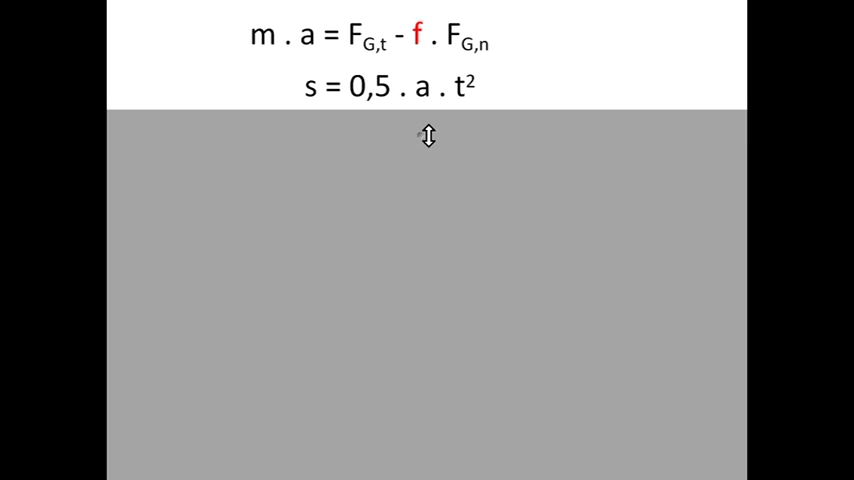 m . a = F_G,t - f . F_G,n
s = 0,5 . a . t²